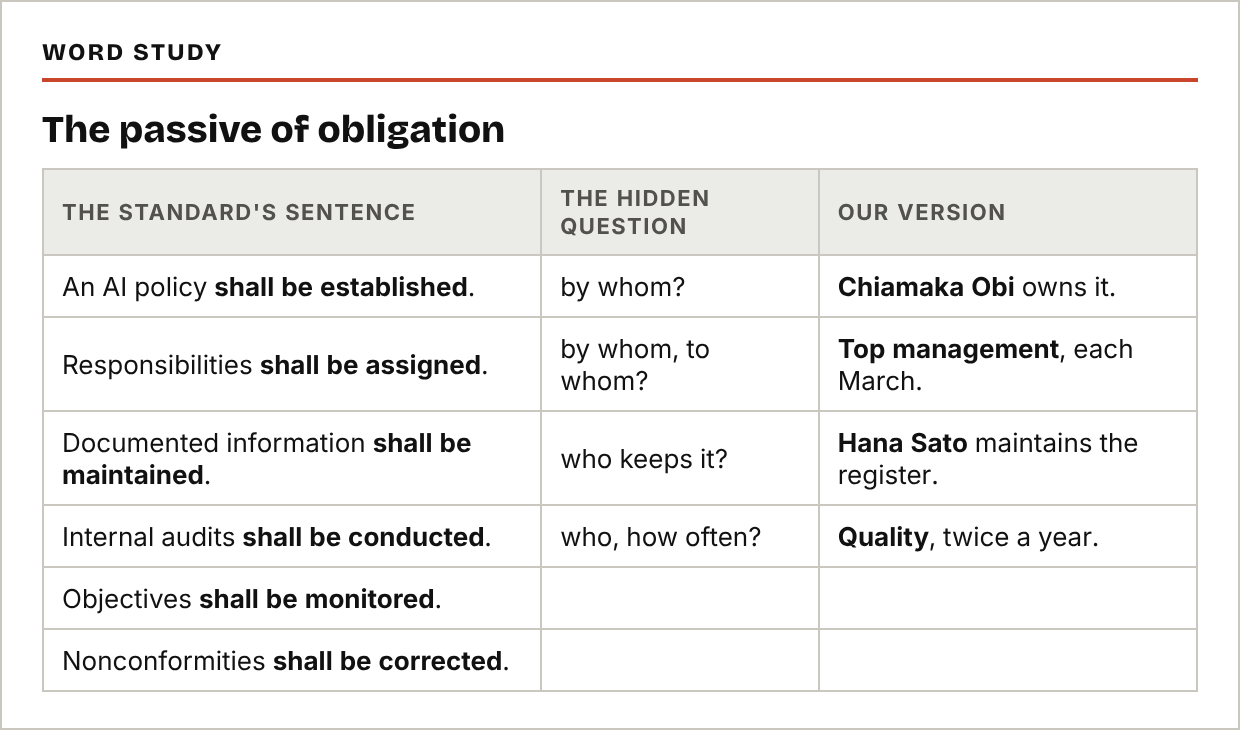 WORD STUDY
The passive of obligation
THE STANDARD'S SENTENCE
THE HIDDEN
QUESTION
OUR VERSION
An AI policy shall be established.
by whom?
Chiamaka Obi owns it.
Responsibilities shall be assigned.
by whom, to
whom?
Top management, each
March.
Documented information shall be
maintained.
who keeps it?
Hana Sato maintains the
register.
Internal audits shall be conducted.
who, how often?
Quality, twice a year.
Objectives shall be monitored.
Nonconformities shall be corrected.